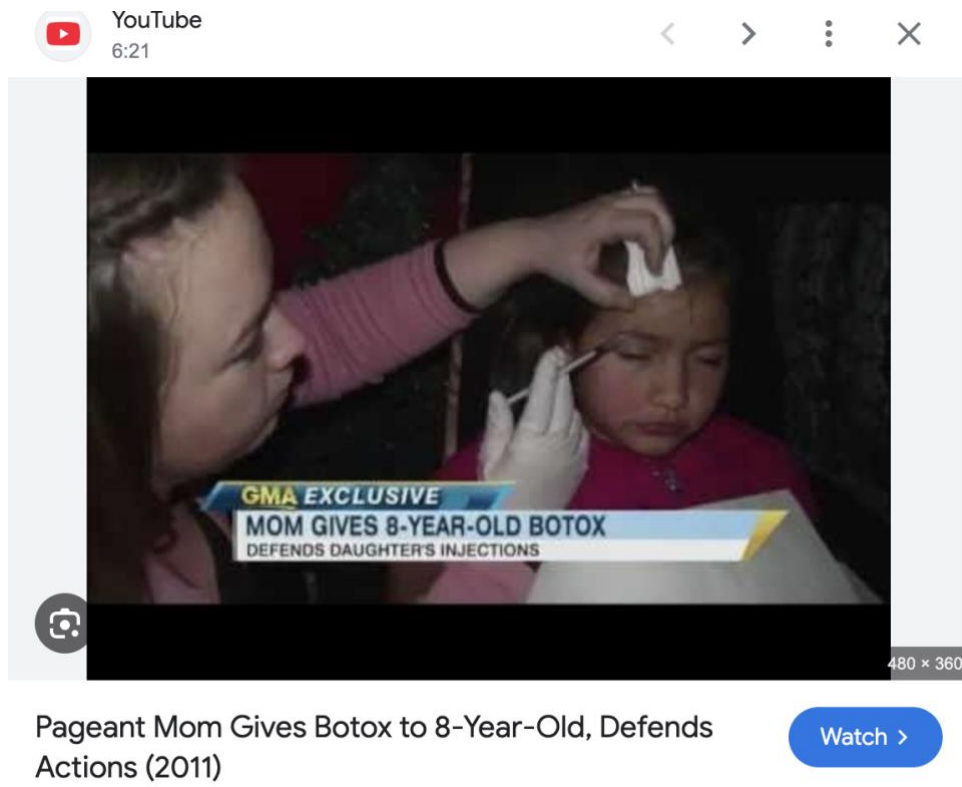 YouTube
6:21
GMA EXCLUSIVE
MOM GIVES 8-YEAR-OLD BOTOX
DEFENDS DAUGHTER'S INJECTIONS
480 × 360
Pageant Mom Gives Botox to 8-Year-Old, Defends
Actions (2011)
Watch >